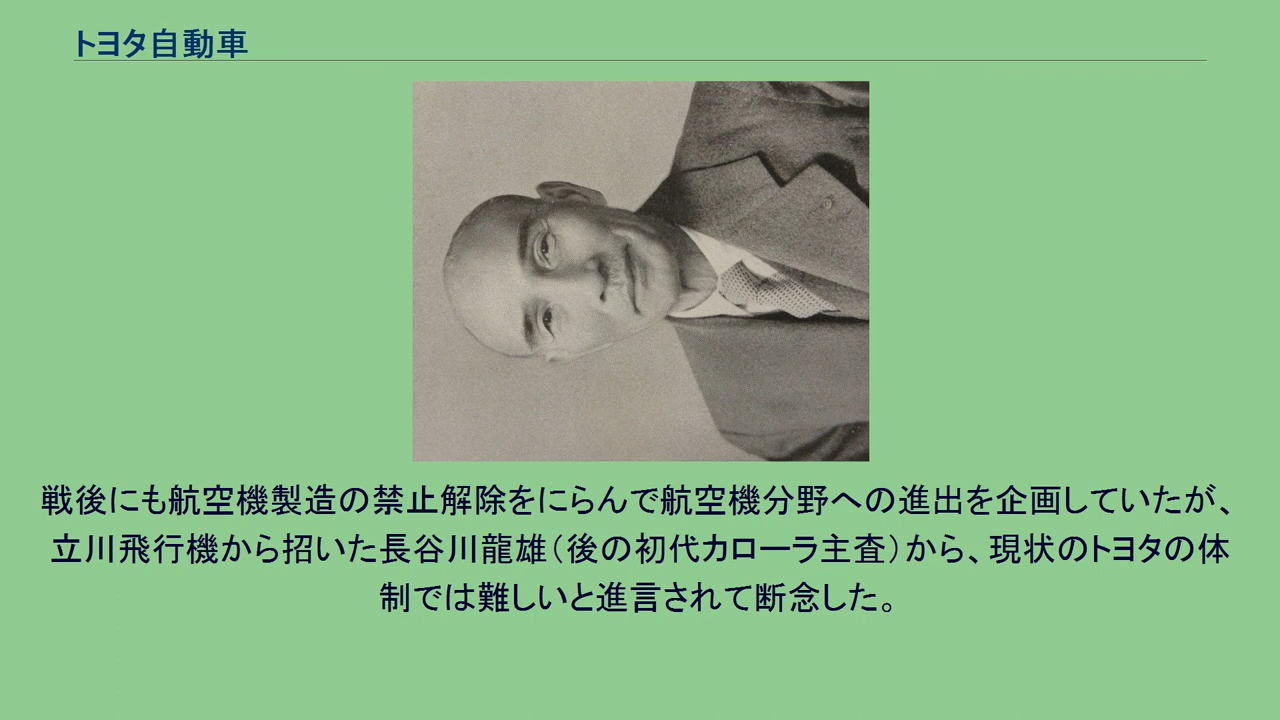 トヨタ自動車
戦後にも航空機製造の禁止解除をにらんで航空機分野への進出を企画していたが、
立川飛行機から招いた長谷川龍雄（後の初代カローラ主査）から、現状のトヨタの体
制では難しいと進言されて断念した。